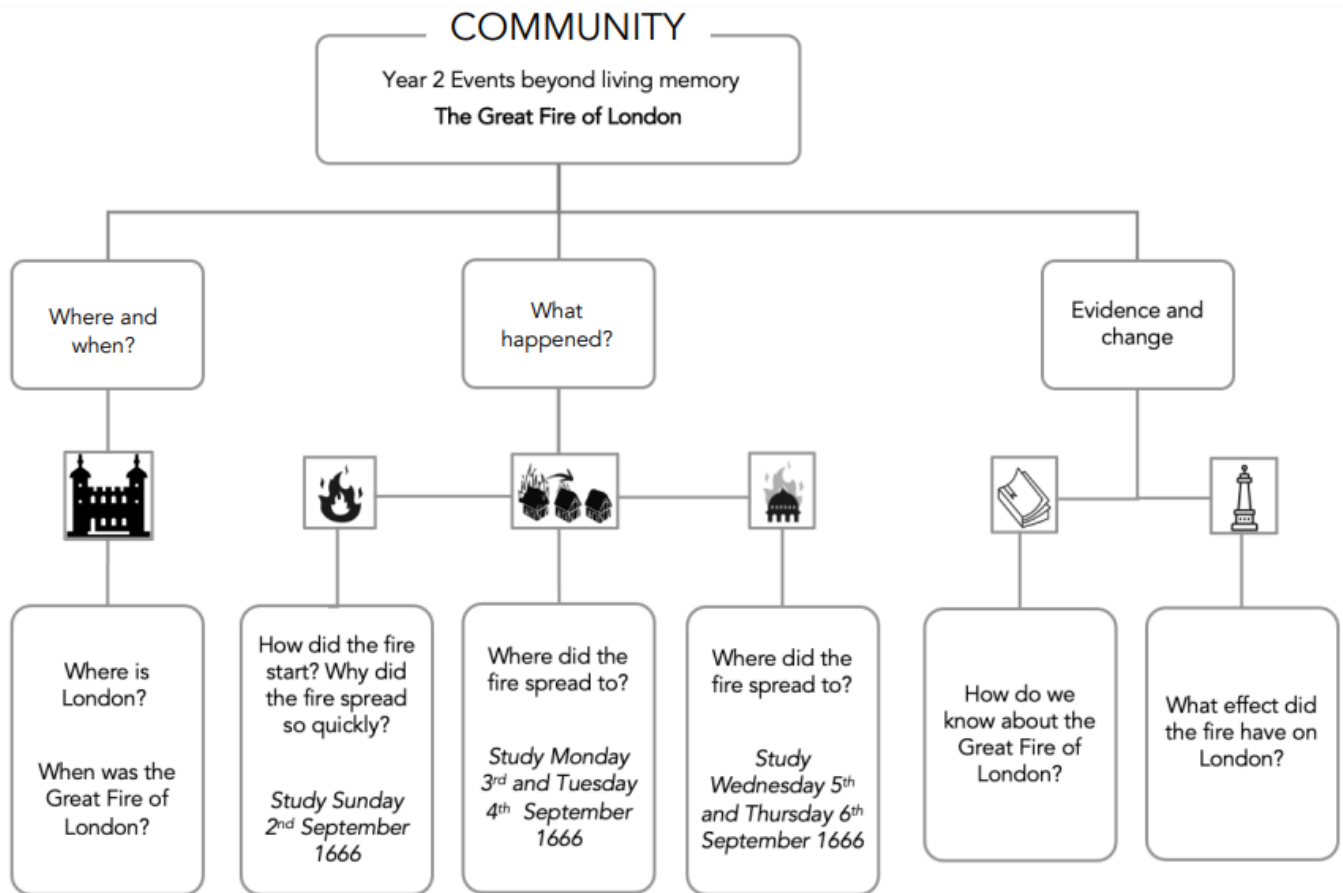 COMMUNITY
Year 2 Events beyond living memory
The Great Fire of London
Where and
when?
What
happened?
Evidence and
change
Where is
London?
When was the
Great Fire of
London?
How did the fire
start? Why did
the fire spread
so quickly?
Study Sunday
2nd September
1666
Where did the
fire spread to?
Study Monday
3rd and Tuesday
4th September
1666
Where did the
fire spread to?
Study
Wednesday 5th
and Thursday 6th
September 1666
How do we
know about the
Great Fire of
London?
What effect did
the fire have on
London?